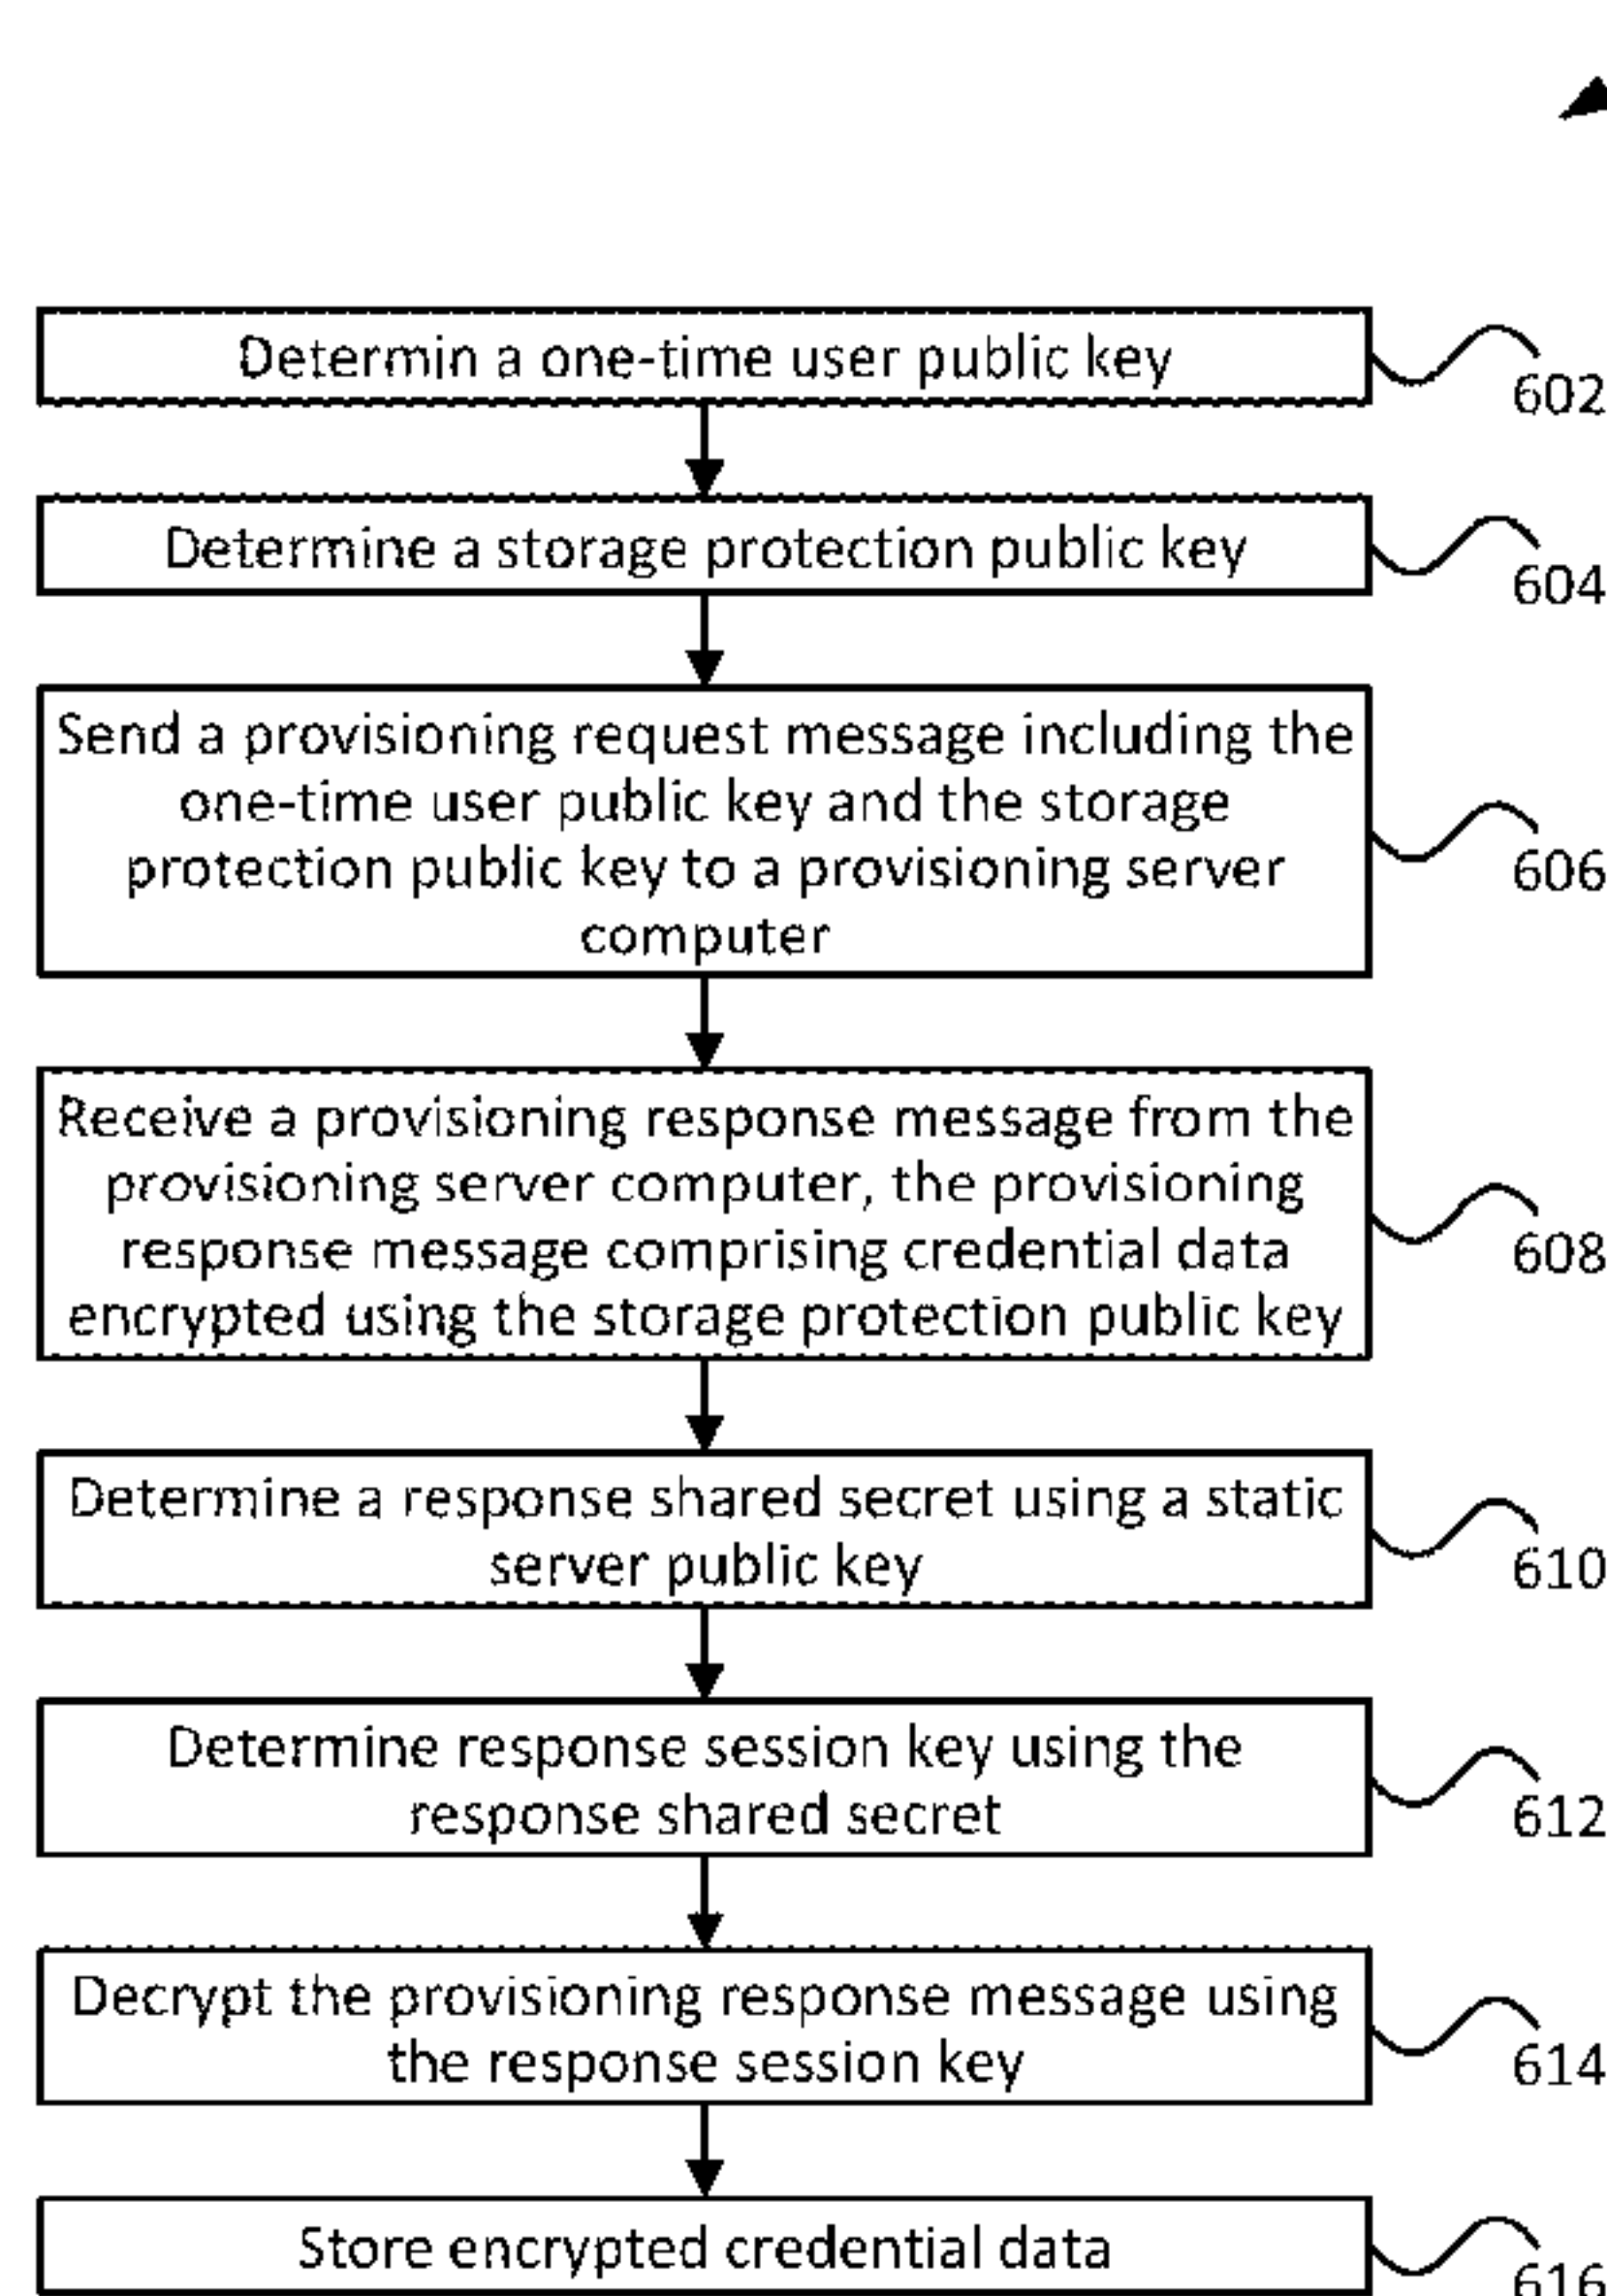 Determin a one-time user public key
602
Determine a storage protection public key
604
Send a provisioning request message including the
one-time user public key and the storage
protection public key to a provisioning server
computer
606
Receive a provisioning response message from the
provisioning server computer, the provisioning
response message comprising credential data
encrypted using the storage protection public key
608
Determine a response shared secret using a static
server public key
610
Determine response session key using the
response shared secret
612
Decrypt the provisioning response message using
the response session key
614
Store encrypted credential data
616